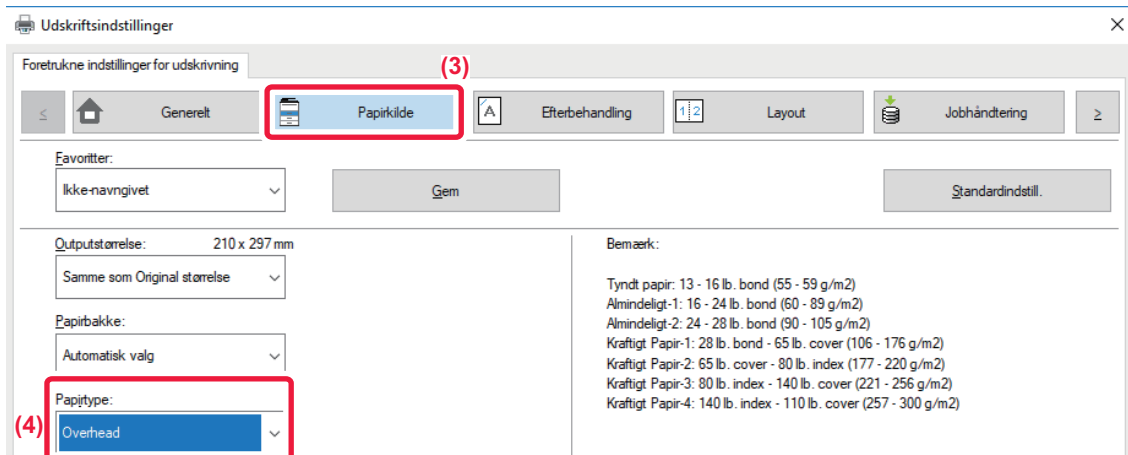 Udskriftsindstillinger
Foretrukne indstillinger for udskrivning
(3)
≤ Generelt Papirkilde Efterbehandling 1 2 Layout Jobhåndtering ≥
Favoritter:
Ikke-navngivet Gem Standardindstill.
Outputstørrelse: 210 x 297 mm
Samme som Original størrelse
Papirbakke:
Automatisk valg
Papirtype:
(4) Overhead
Bemærk:
Tyndt papir: 13 - 16 lb. bond (55 - 59 g/m2)
Almindeligt-1: 16 - 24 lb. bond (60 - 89 g/m2)
Almindeligt-2: 24 - 28 lb. bond (90 - 105 g/m2)
Kraftigt Papir-1: 28 lb. bond - 65 lb. cover (106 - 176 g/m2)
Kraftigt Papir-2: 65 lb. cover - 80 lb. index (177 - 220 g/m2)
Kraftigt Papir-3: 80 lb. index - 140 lb. cover (221 - 256 g/m2)
Kraftigt Papir-4: 140 lb. index - 110 lb. cover (257 - 300 g/m2)